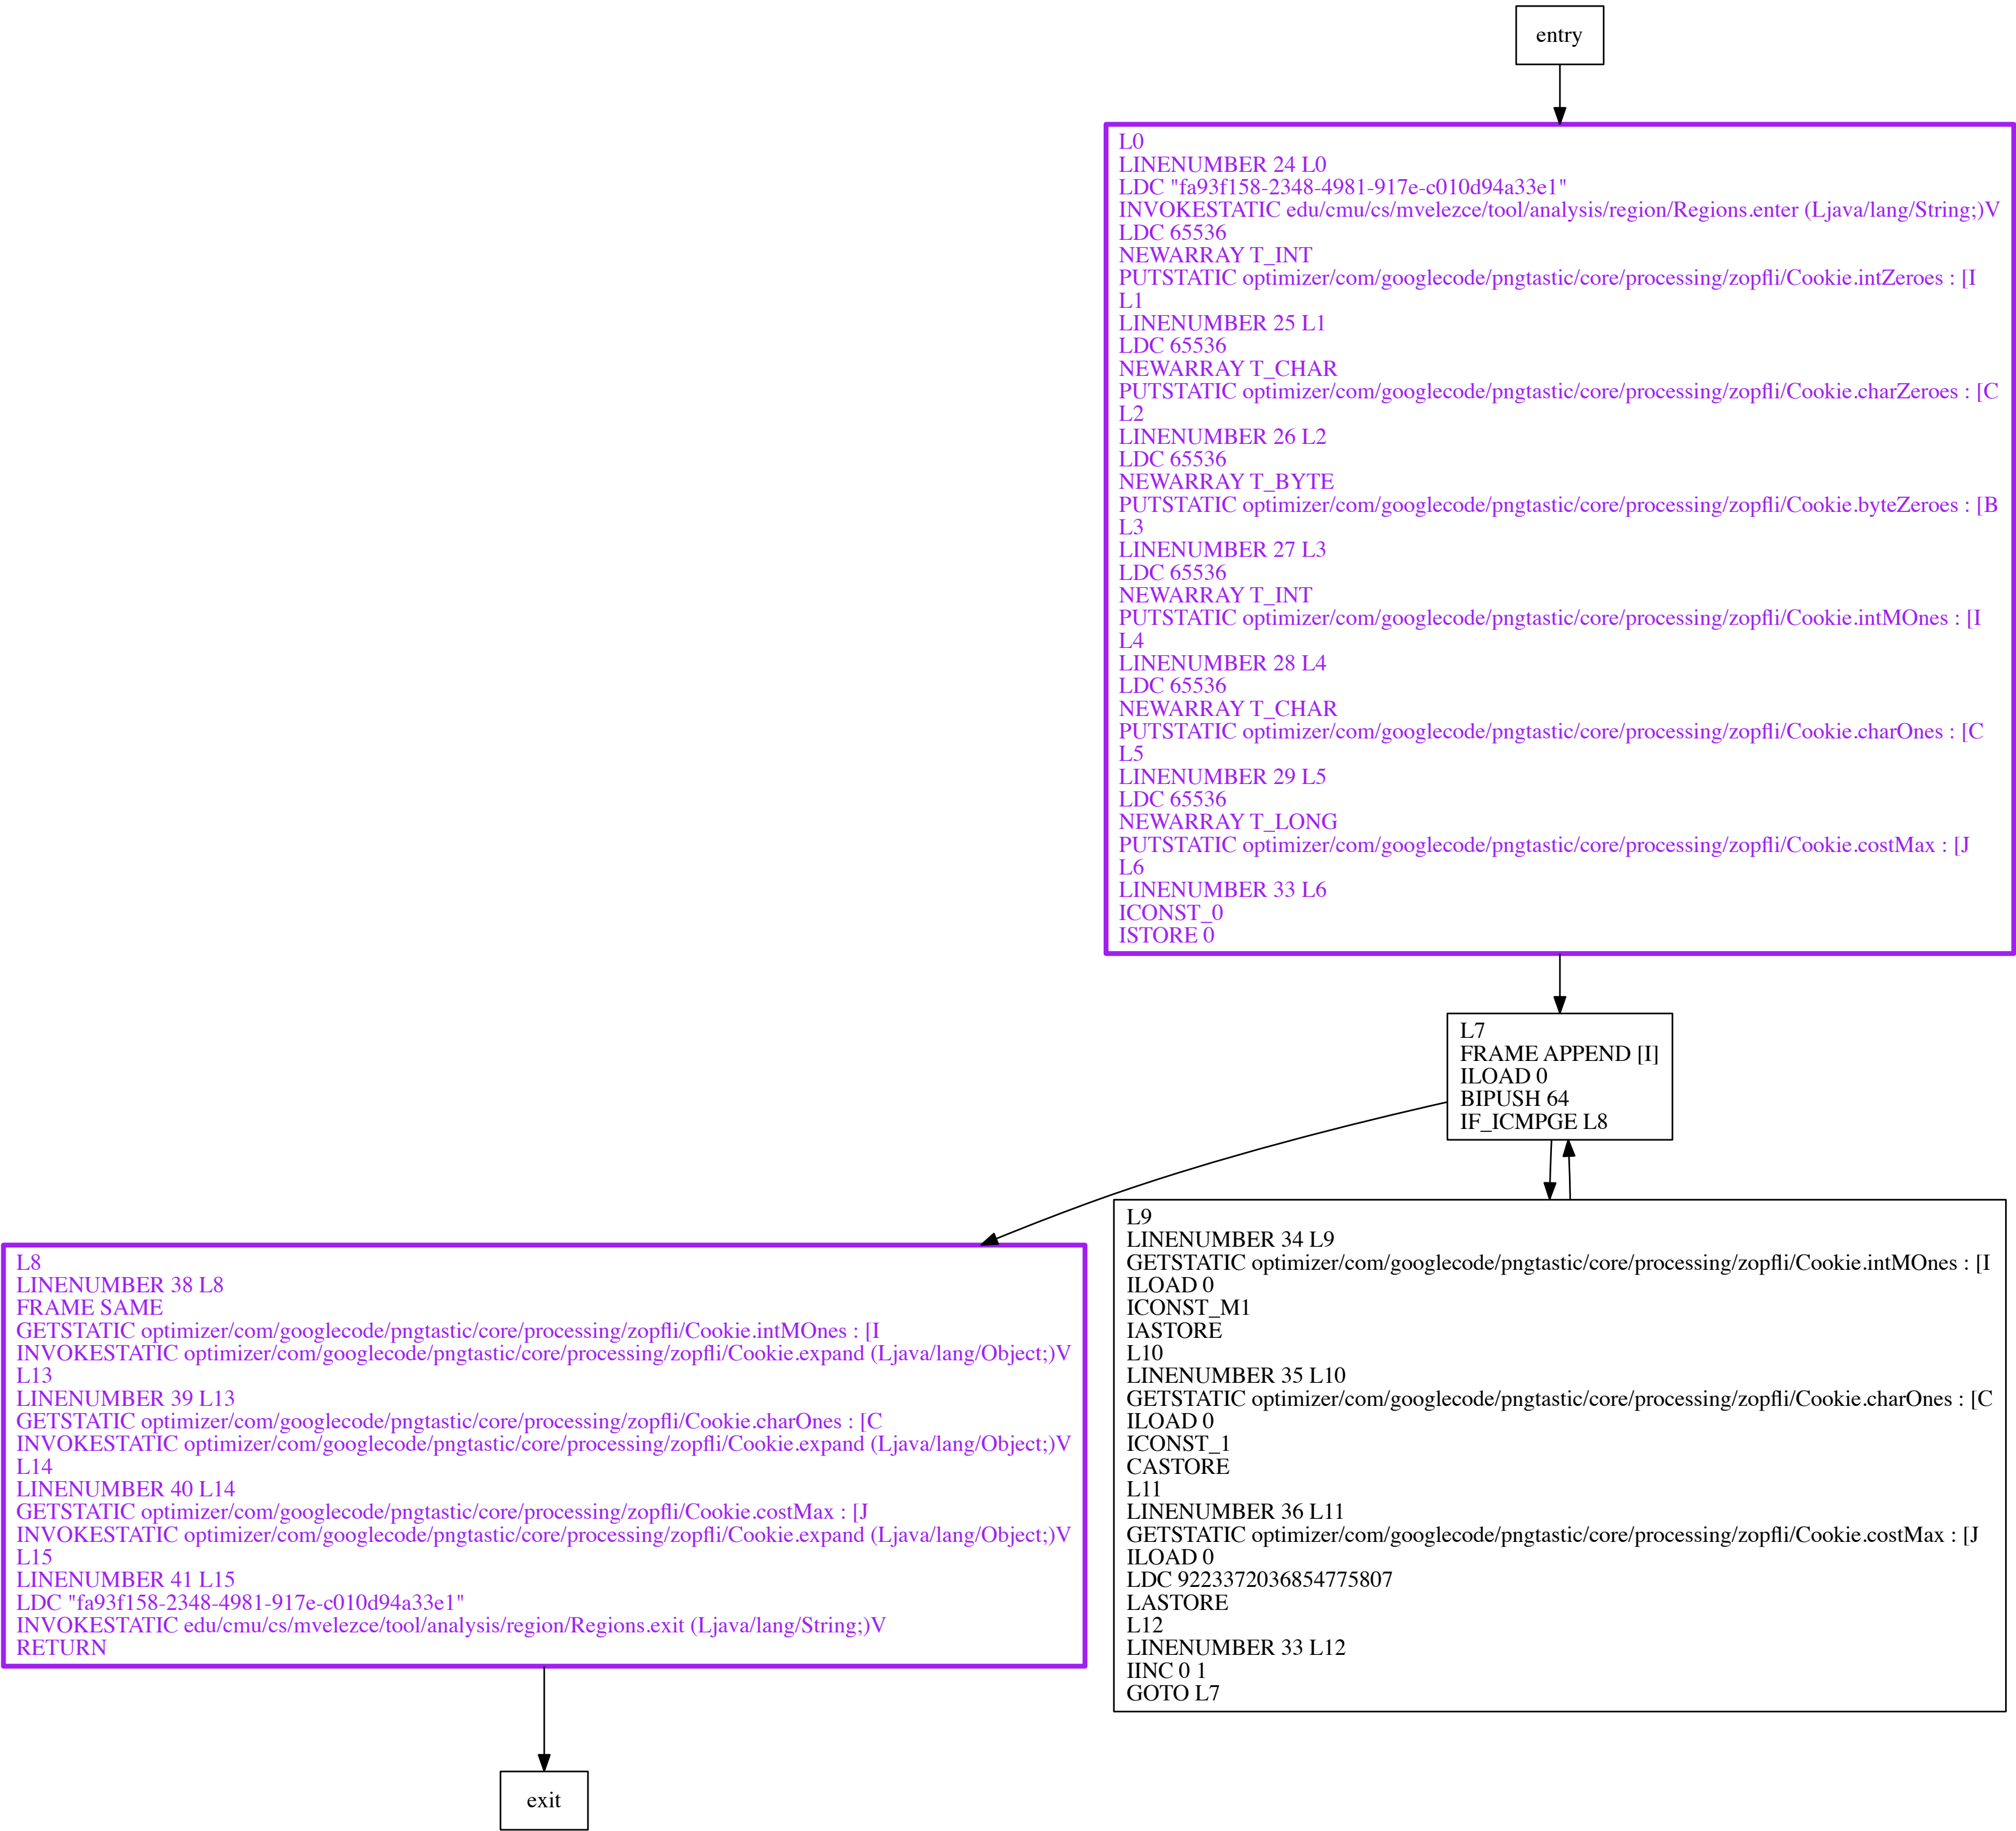 entry
L0
LINENUMBER 24 L0
LDC "fa93f158-2348-4981-917e-c010d94a33e1"
INVOKESTATIC edu/cmu/cs/mvelezce/tool/analysis/region/Regions.enter (Ljava/lang/String;)V
LDC 65536
NEWARRAY T_INT
PUTSTATIC optimizer/com/googlecode/pngtastic/core/processing/zopfli/Cookie.intZeroes : [I
L1
LINENUMBER 25 L1
LDC 65536
NEWARRAY T_CHAR
PUTSTATIC optimizer/com/googlecode/pngtastic/core/processing/zopfli/Cookie.charZeroes : [C
L2
LINENUMBER 26 L2
LDC 65536
NEWARRAY T_BYTE
PUTSTATIC optimizer/com/googlecode/pngtastic/core/processing/zopfli/Cookie.byteZeroes : [B
L3
LINENUMBER 27 L3
LDC 65536
NEWARRAY T_INT
PUTSTATIC optimizer/com/googlecode/pngtastic/core/processing/zopfli/Cookie.intMOnes : [I
L4
LINENUMBER 28 L4
LDC 65536
NEWARRAY T_CHAR
PUTSTATIC optimizer/com/googlecode/pngtastic/core/processing/zopfli/Cookie.charOnes : [C
L5
LINENUMBER 29 L5
LDC 65536
NEWARRAY T_LONG
PUTSTATIC optimizer/com/googlecode/pngtastic/core/processing/zopfli/Cookie.costMax : [J
L6
LINENUMBER 33 L6
ICONST_0
ISTORE 0
L7
FRAME APPEND [I]
ILOAD 0
BIPUSH 64
IF_ICMPGE L8
L8
LINENUMBER 38 L8
FRAME SAME
GETSTATIC optimizer/com/googlecode/pngtastic/core/processing/zopfli/Cookie.intMOnes : [I
INVOKESTATIC optimizer/com/googlecode/pngtastic/core/processing/zopfli/Cookie.expand (Ljava/lang/Object;)V
L13
LINENUMBER 39 L13
GETSTATIC optimizer/com/googlecode/pngtastic/core/processing/zopfli/Cookie.charOnes : [C
INVOKESTATIC optimizer/com/googlecode/pngtastic/core/processing/zopfli/Cookie.expand (Ljava/lang/Object;)V
L14
LINENUMBER 40 L14
GETSTATIC optimizer/com/googlecode/pngtastic/core/processing/zopfli/Cookie.costMax : [J
INVOKESTATIC optimizer/com/googlecode/pngtastic/core/processing/zopfli/Cookie.expand (Ljava/lang/Object;)V
L15
LINENUMBER 41 L15
LDC "fa93f158-2348-4981-917e-c010d94a33e1"
INVOKESTATIC edu/cmu/cs/mvelezce/tool/analysis/region/Regions.exit (Ljava/lang/String;)V
RETURN
L9
LINENUMBER 34 L9
GETSTATIC optimizer/com/googlecode/pngtastic/core/processing/zopfli/Cookie.intMOnes : [I
ILOAD 0
ICONST_M1
IASTORE
L10
LINENUMBER 35 L10
GETSTATIC optimizer/com/googlecode/pngtastic/core/processing/zopfli/Cookie.charOnes : [C
ILOAD 0
ICONST_1
CASTORE
L11
LINENUMBER 36 L11
GETSTATIC optimizer/com/googlecode/pngtastic/core/processing/zopfli/Cookie.costMax : [J
ILOAD 0
LDC 9223372036854775807
LASTORE
L12
LINENUMBER 33 L12
IINC 0 1
GOTO L7
exit